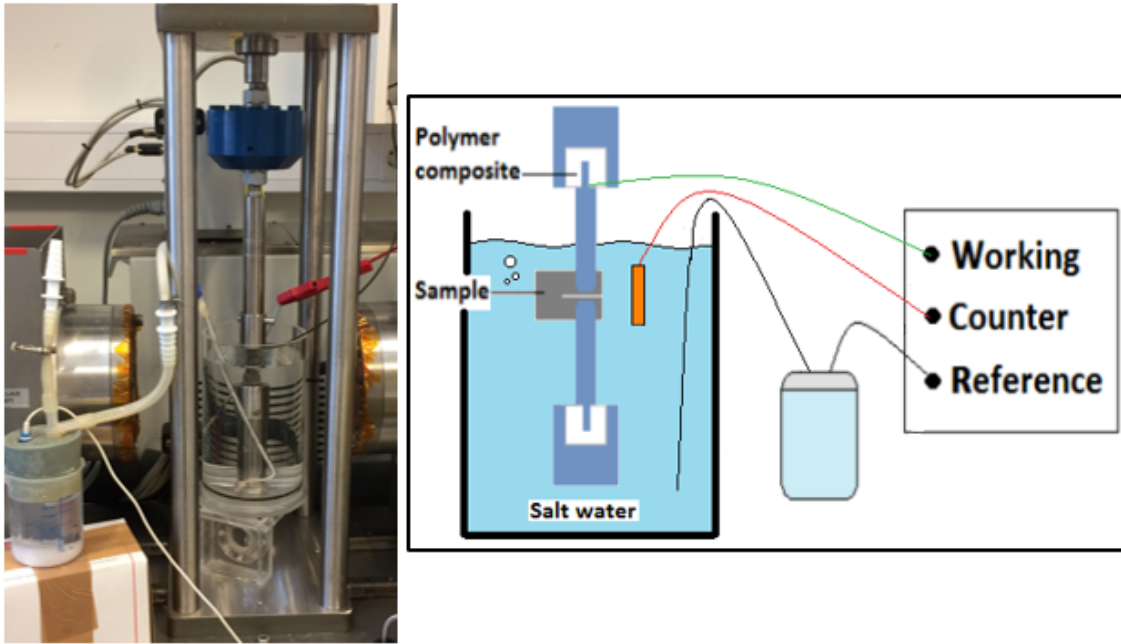 Polymer
composite
Sample
Salt water
Working
Counter
Reference